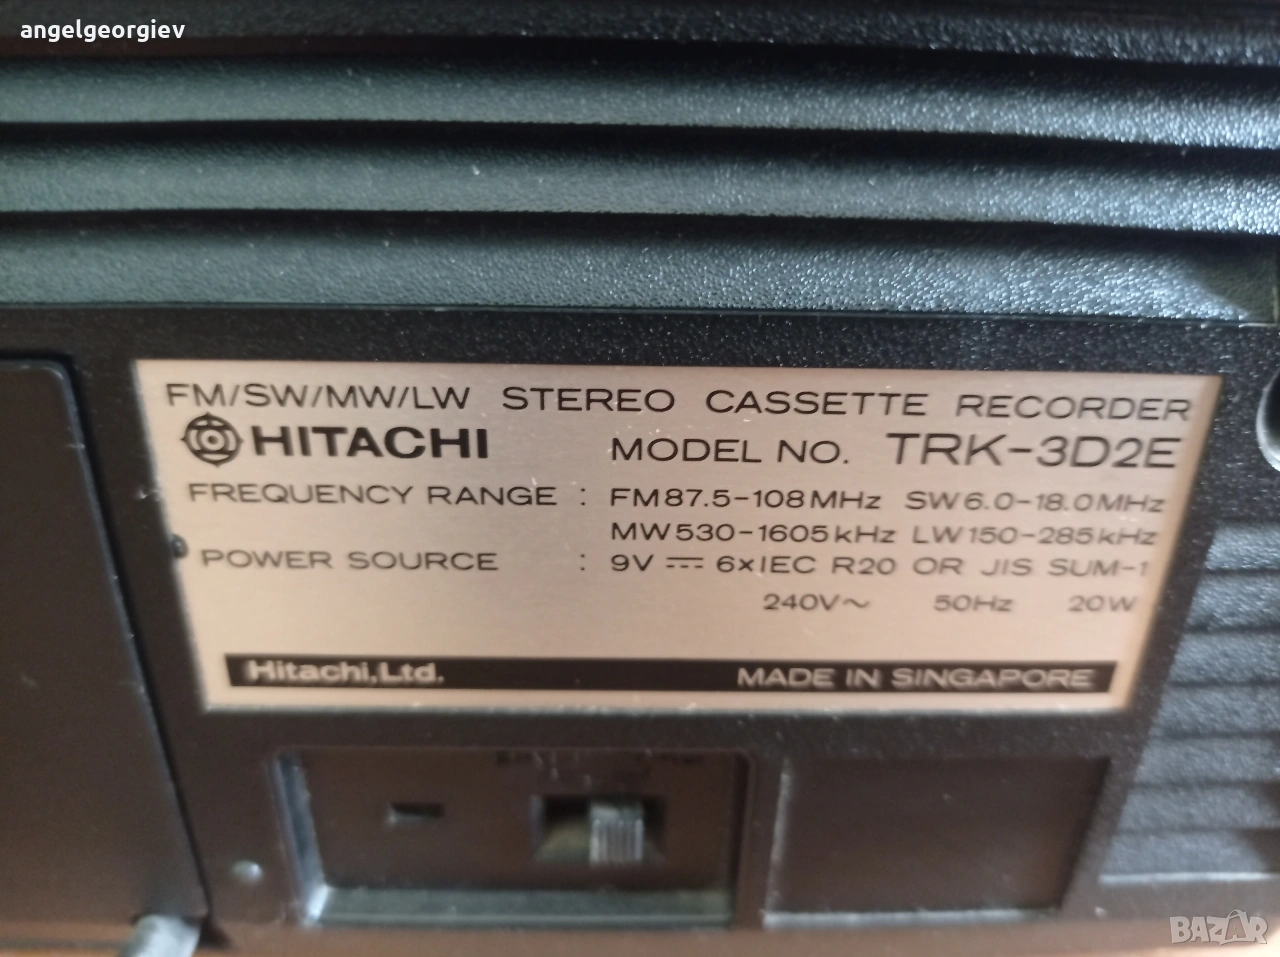 angelgeorgiev
FM/SW/MW/LW STEREO CASSETTE RECORDER
HITACHI MODEL NO. TRK-3D2E
FREQUENCY RANGE : FM87.5-108MHz SW6.0-18.0MHz
MW530-1605kHz LW150-285kHz
POWER SOURCE : 9V ⎓ 6xIEC R20 OR JIS SUM-1
240V~ 50Hz 20W
Hitachi,Ltd. MADE IN SINGAPORE
BAZAR